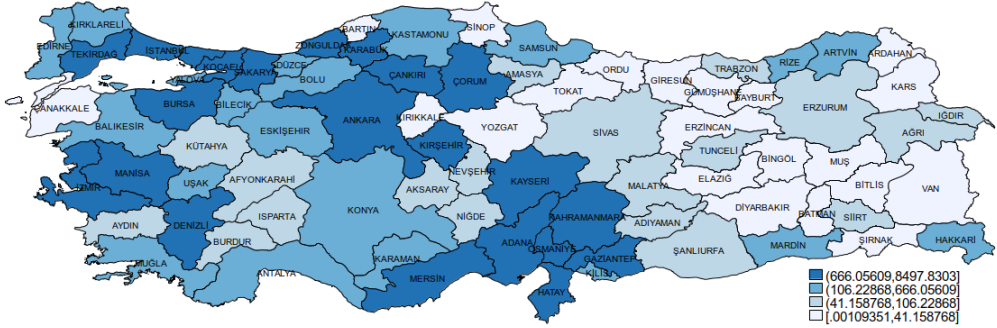 KIRKLARELİ
EDİRNE
TEKİRDAĞ
İSTANBUL
KOCAELİ
YALOVA
SAKARYA
DÜZCE
ZONGULDAK
BARTIN
KARABUK
KASTAMONU
SİNOP
SAMSUN
ORDU
GİRESUN
TRABZON
RİZE
ARTVİN
ARDAHAN
KARS
ÇANAKKALE
BURSA
BİLECİK
BOLU
ÇANKIRI
ÇORUM
AMASYA
TOKAT
GÜMÜŞHANE
BAYBURT
ERZURUM
IĞDIR
AĞRI
BALIKESİR
KÜTAHYA
ESKİŞEHİR
ANKARA
KIRIKKALE
YOZGAT
SİVAS
ERZİNCAN
TUNCELİ
BİNGÖL
MUŞ
KIRŞEHİR
NEVŞEHİR
KAYSERİ
MALATYA
ELAZIĞ
BİTLİS
VAN
İZMİR
MANİSA
UŞAK
AFYONKARAHİ
AKSARAY
NİĞDE
KAHRAMANMARA
ADIYAMAN
DİYARBAKIR
BATMAN
SİİRT
AYDIN
DENİZLİ
ISPARTA
BURDUR
KONYA
KARAMAN
ADANA
OSMANİYE
GAZİANTEP
KİLİS
ŞANLIURFA
MARDİN
ŞIRNAK
HAKKARİ
MUĞLA
ANTALYA
MERSİN
HATAY
(666.05609,8497.8303]
(106.22868,666.05609]
(41.158768,106.22868]
[.00109351,41.158768]